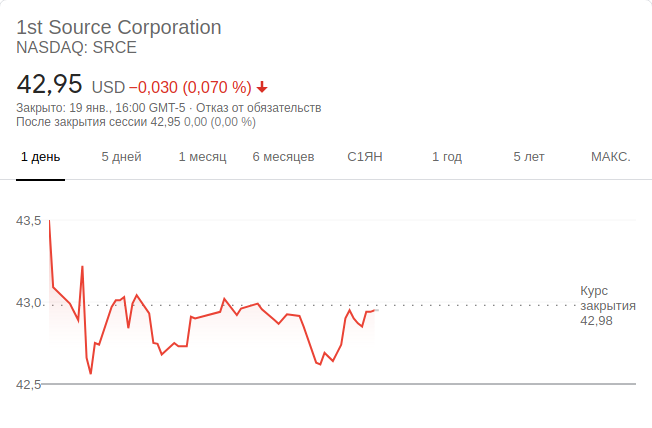 1st Source Corporation
NASDAQ: SRCE
42,95 USD −0,030 (0,070 %)
Закрыто: 19 янв., 16:00 GMT-5 · Отказ от обязательств
После закрытия сессии 42,95 0,00 (0,00 %)
1 день 5 дней 1 месяц 6 месяцев С1ЯН 1 год 5 лет МАКС.
43,5
43,0
42,5
Курс
закрытия
42,98